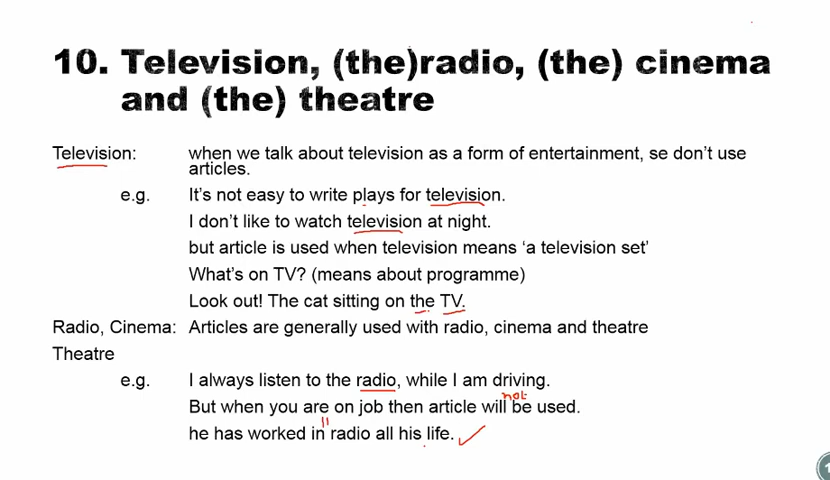 10. Television, (the)radio, (the) cinema
and (the) theatre
Television: when we talk about television as a form of entertainment, se don't use
articles.
e.g. It's not easy to write plays for television.
I don't like to watch television at night.
but article is used when television means 'a television set'
What's on TV? (means about programme)
Look out! The cat sitting on the TV.
Radio, Cinema: Articles are generally used with radio, cinema and theatre
Theatre
e.g. I always listen to the radio, while I am driving.
not
But when you are on job then article will be used.
he has worked in radio all his life.